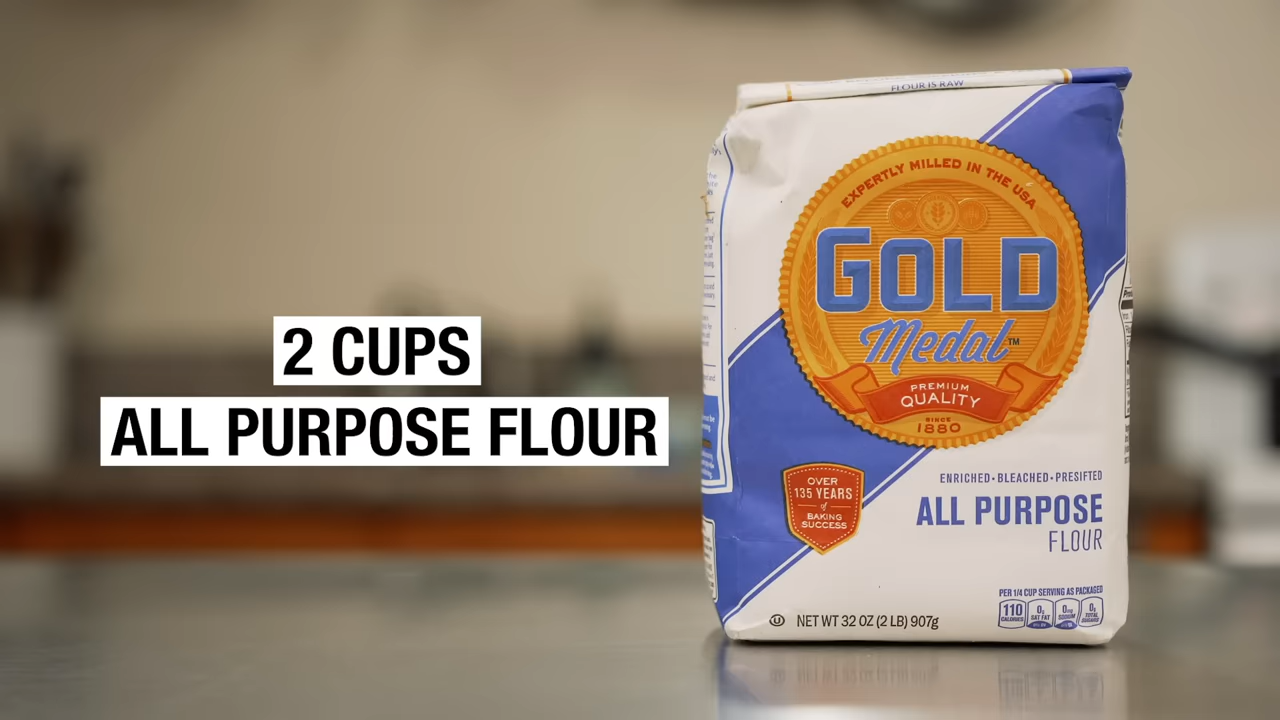 2 CUPS
ALL PURPOSE FLOUR
FLOUR IS RAW
EXPERTLY MILLED IN THE USA
GOLD
Medal™
PREMIUM
QUALITY
SINCE
1880
OVER
135 YEARS
of
BAKING
SUCCESS
ENRICHED • BLEACHED • PRESIFTED
ALL PURPOSE
FLOUR
PER 1/4 CUP SERVING AS PACKAGED
110
CALORIES
0g
SAT FAT
0mg
SODIUM
0g
TOTAL
SUGARS
U
NET WT 32 OZ (2 LB) 907g